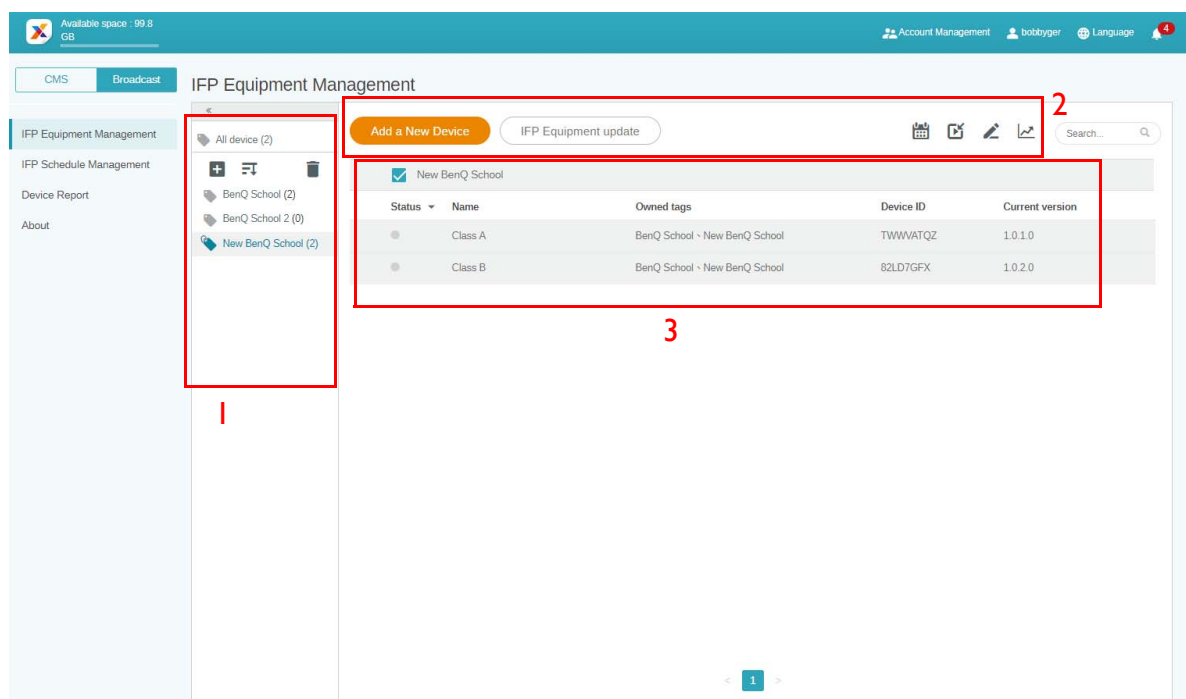 Available space : 99.8
GB
Account Management
bobbyger
Language
4
CMS
Broadcast
IFP Equipment Management
IFP Schedule Management
Device Report
About
IFP Equipment Management
«
All device (2)
BenQ School (2)
BenQ School 2 (0)
New BenQ School (2)
1
Add a New Device
IFP Equipment update
2
Search...
New BenQ School
Status Name Owned tags Device ID Current version
Class A BenQ School、New BenQ School TWWVATQZ 1.0.1.0
Class B BenQ School、New BenQ School 82LD7GFX 1.0.2.0
3
< 1 >